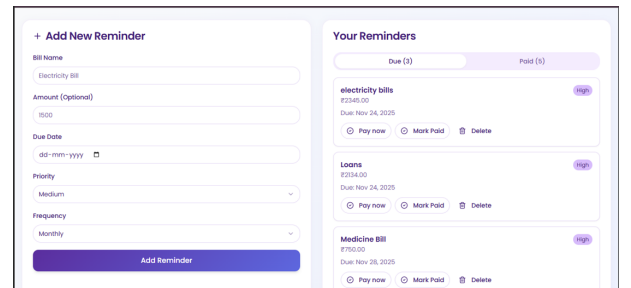 + Add New Reminder
Bill Name
Electricity Bill
Amount (Optional)
1500
Due Date
dd-mm-yyyy
Priority
Medium
Frequency
Monthly
Add Reminder
Your Reminders
Due (3) Paid (5)
electricity bills High
₹2345.00
Due: Nov 24, 2025
Pay now Mark Paid Delete
Loans High
₹2134.00
Due: Nov 24, 2025
Pay now Mark Paid Delete
Medicine Bill High
₹750.00
Due: Nov 28, 2025
Pay now Mark Paid Delete